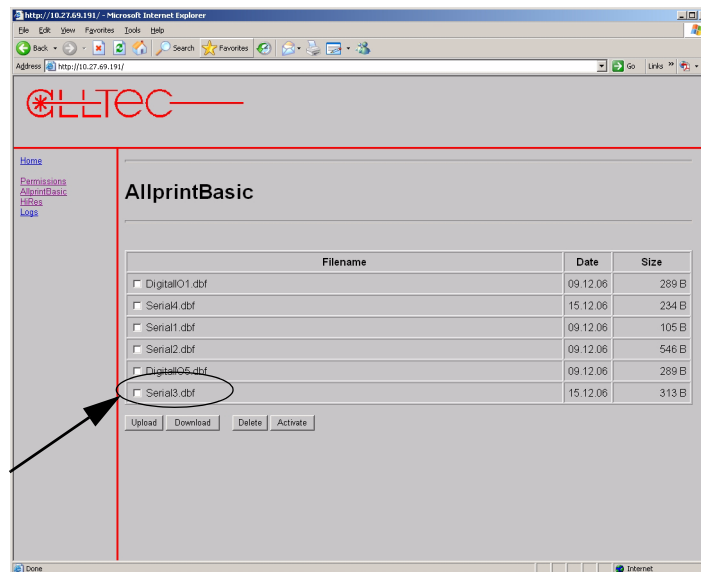 http://10.27.69.191/ - Microsoft Internet Explorer
File Edit View Favorites Tools Help
Back Search Favorites
Address http://10.27.69.191/ Go Links »
allTec
Home
Permissions
AllprintBasic
HiRes
Logs
AllprintBasic
Filename Date Size
DigitalIO1.dbf 09.12.06 289 B
Serial4.dbf 15.12.06 234 B
Serial1.dbf 09.12.06 105 B
Serial2.dbf 09.12.06 546 B
DigitalIO5.dbf 09.12.06 289 B
Serial3.dbf 15.12.06 313 B
Upload Download Delete Activate
Done Internet